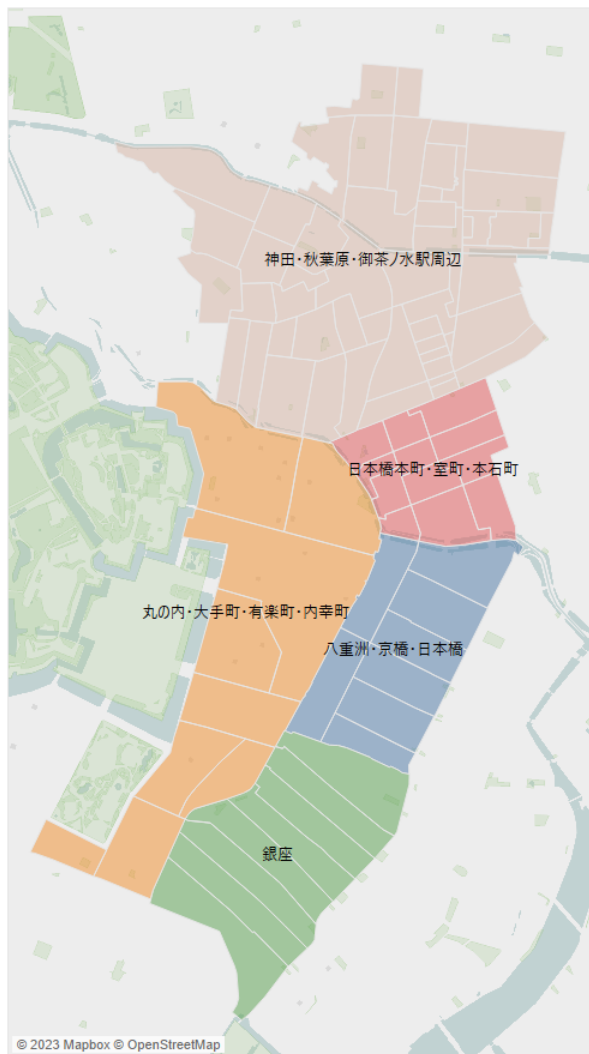 神田・秋葉原・御茶ノ水駅周辺
日本橋本町・室町・本石町
丸の内・大手町・有楽町・内幸町
八重洲・京橋・日本橋
銀座
© 2023 Mapbox © OpenStreetMap